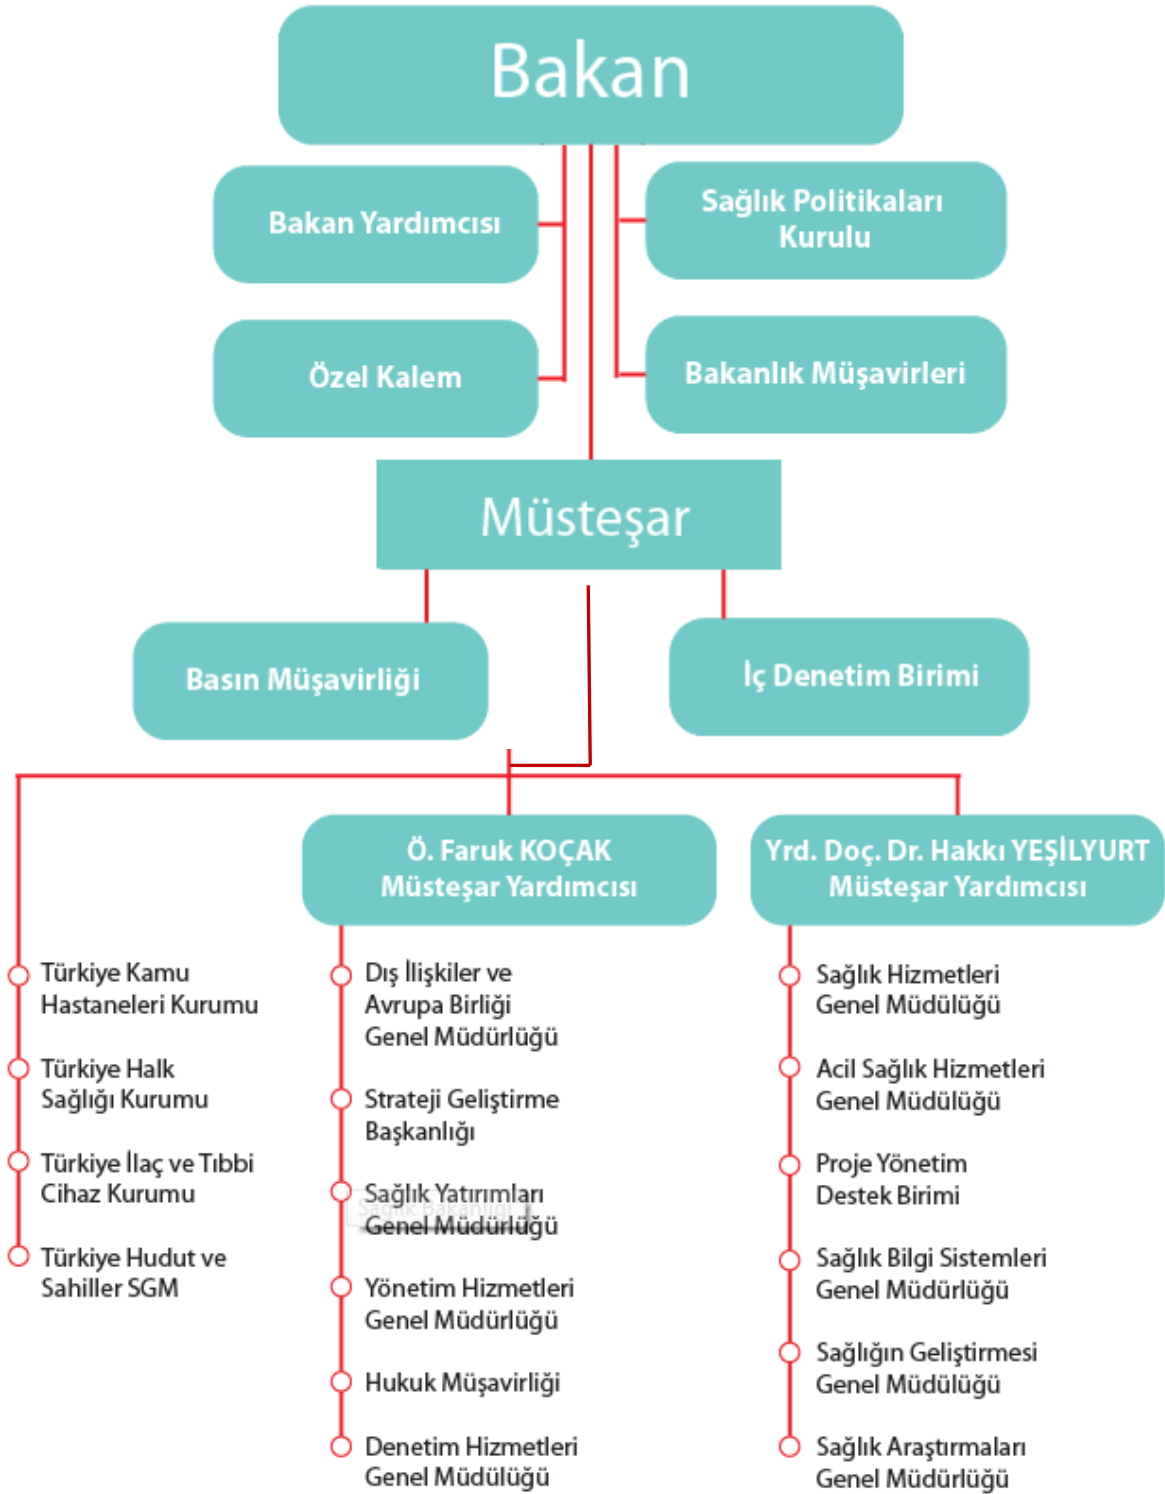 Bakan
Bakan Yardımcısı
Sağlık Politikaları
Kurulu
Özel Kalem
Bakanlık Müşavirleri
Müsteşar
Basın Müşavirliği
İç Denetim Birimi
Ö. Faruk KOÇAK
Müsteşar Yardımcısı
Yrd. Doç. Dr. Hakkı YEŞİLYURT
Müsteşar Yardımcısı
Türkiye Kamu
Hastaneleri Kurumu
Türkiye Halk
Sağlığı Kurumu
Türkiye İlaç ve Tıbbi
Cihaz Kurumu
Türkiye Hudut ve
Sahiller SGM
Dış İlişkiler ve
Avrupa Birliği
Genel Müdürlüğü
Strateji Geliştirme
Başkanlığı
Sağlık Yatırımları
Sağlık Bakanlığı
Genel Müdürlüğü
Yönetim Hizmetleri
Genel Müdürlüğü
Hukuk Müşavirliği
Denetim Hizmetleri
Genel Müdülüğü
Sağlık Hizmetleri
Genel Müdülüğü
Acil Sağlık Hizmetleri
Genel Müdülüğü
Proje Yönetim
Destek Birimi
Sağlık Bilgi Sistemleri
Genel Müdürlüğü
Sağlığın Geliştirmesi
Genel Müdülüğü
Sağlık Araştırmaları
Genel Müdürlüğü